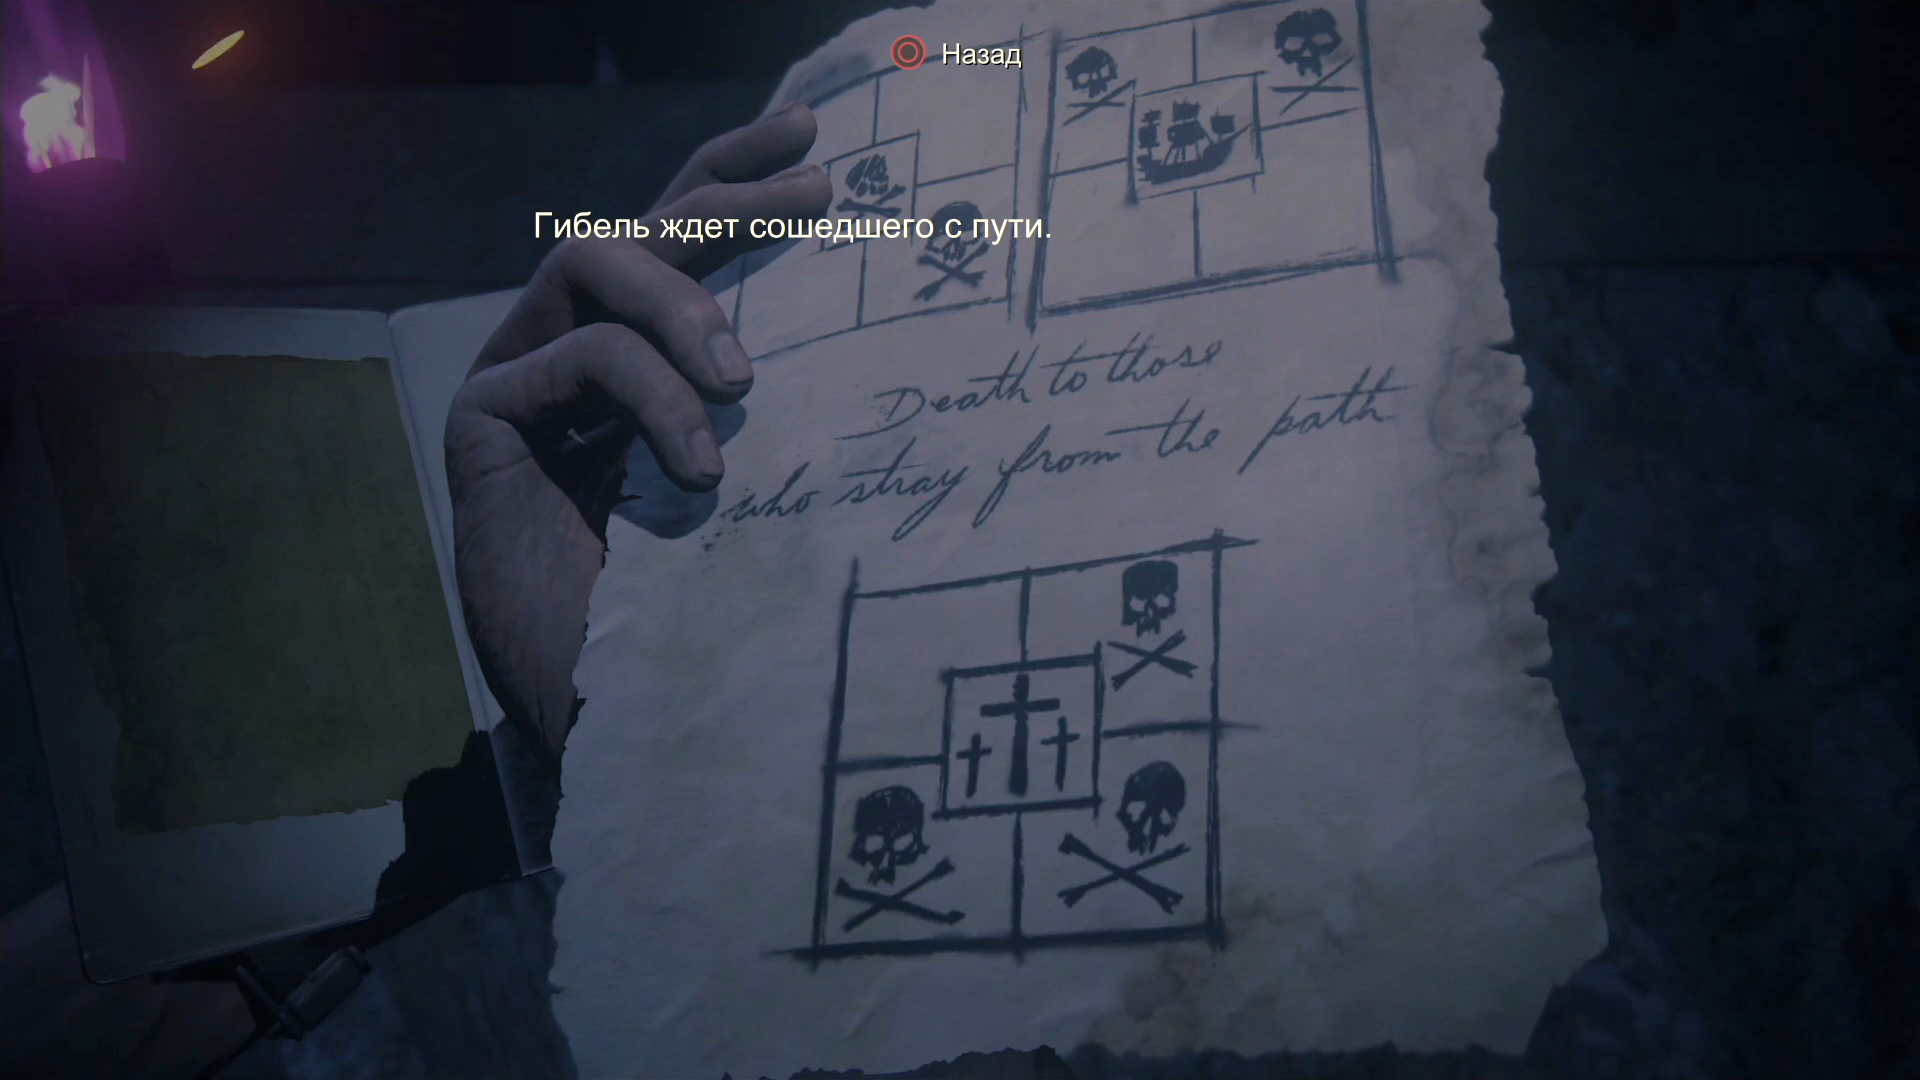 Назад
Гибель ждет сошедшего с пути.
Death to those
who stray from the path